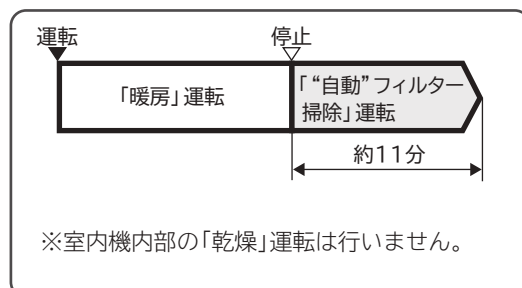 運転 停止
「暖房」運転
「“自動”フィルター
掃除」運転
約11分
※室内機内部の「乾燥」運転は行いません。